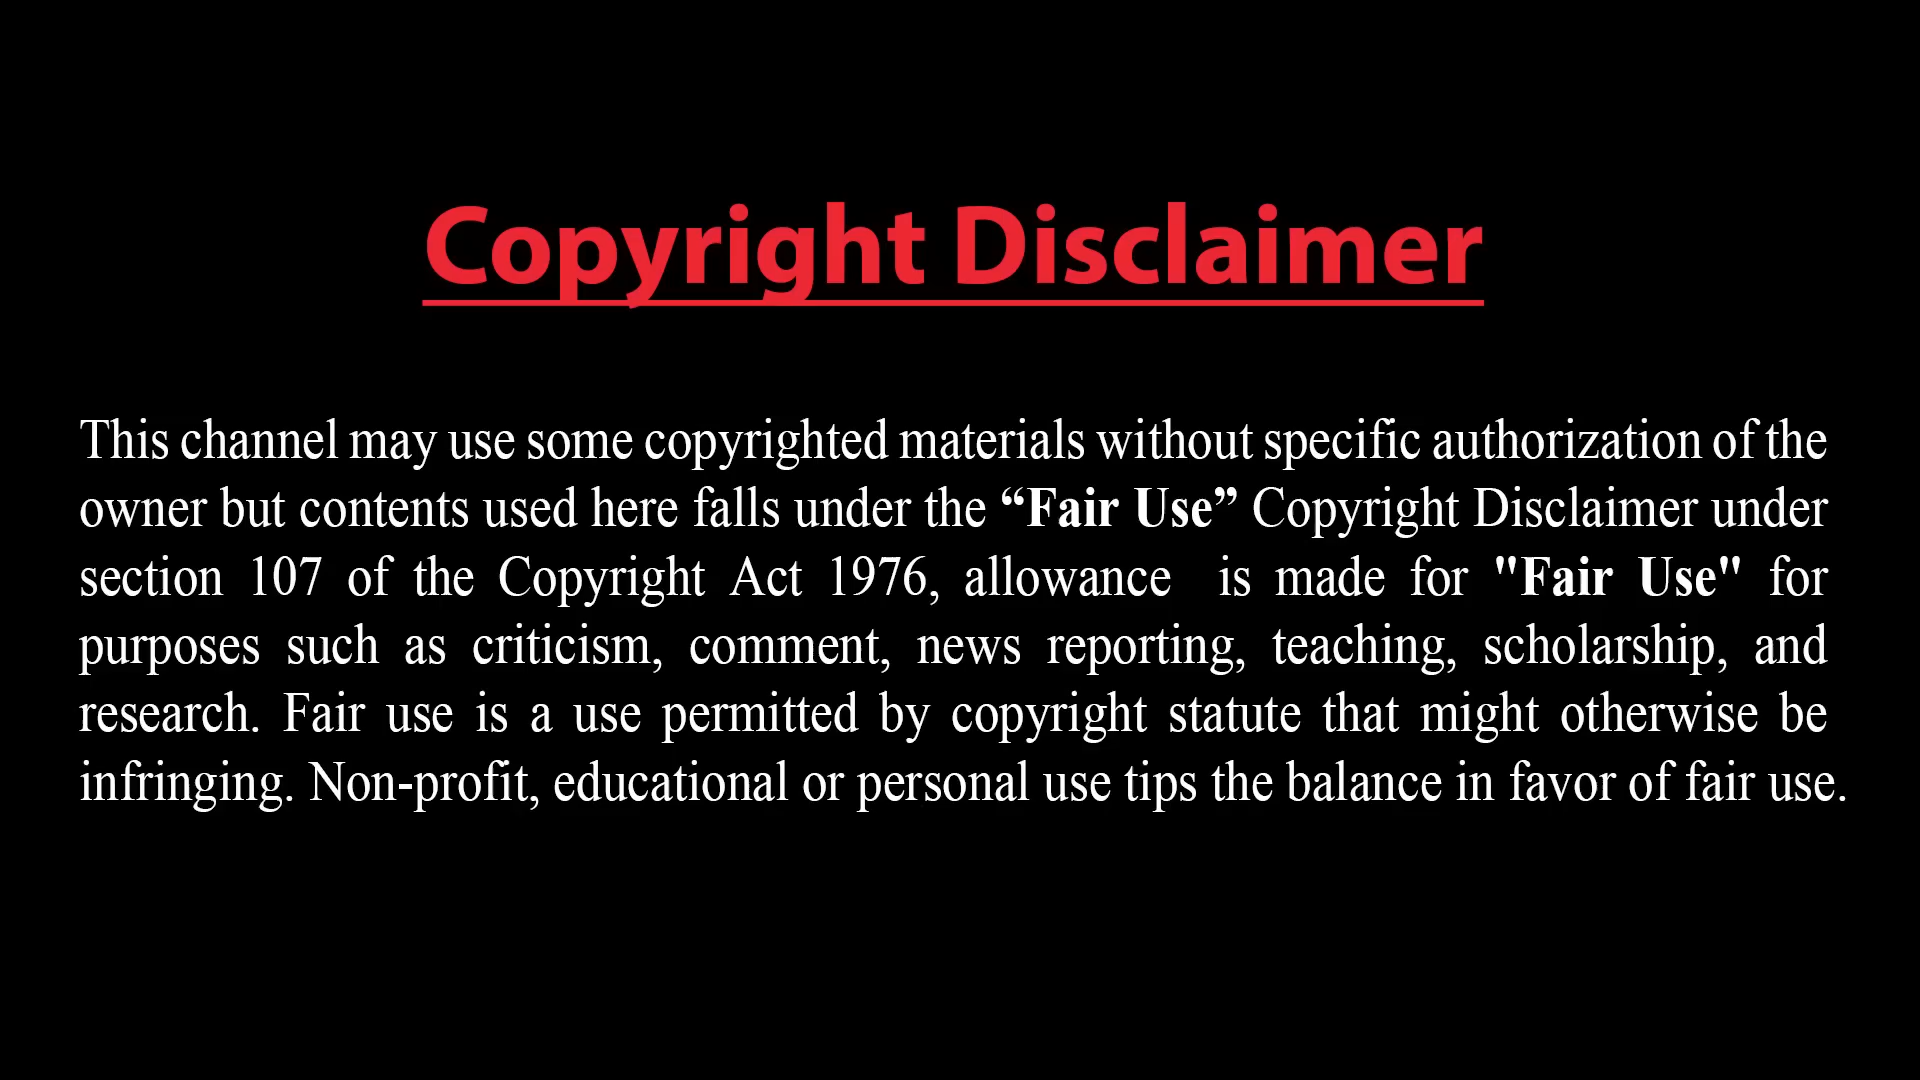 Copyright Disclaimer
This channel may use some copyrighted materials without specific authorization of the
owner but contents used here falls under the “Fair Use” Copyright Disclaimer under
section 107 of the Copyright Act 1976, allowance  is made for "Fair Use" for
purposes such as criticism, comment, news reporting, teaching, scholarship, and
research. Fair use is a use permitted by copyright statute that might otherwise be
infringing. Non-profit, educational or personal use tips the balance in favor of fair use.